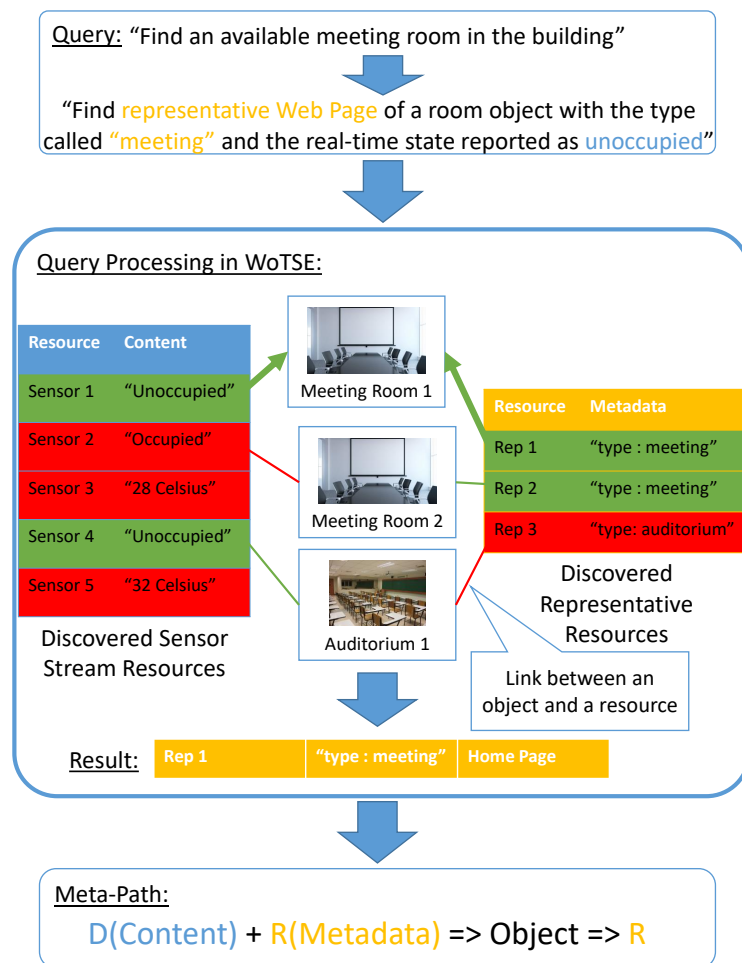 Query: “Find an available meeting room in the building”
“Find representative Web Page of a room object with the type
called “meeting” and the real-time state reported as unoccupied”
Query Processing in WoTSE:
Resource Content
Sensor 1 “Unoccupied”
Sensor 2 “Occupied”
Sensor 3 “28 Celsius”
Sensor 4 “Unoccupied”
Sensor 5 “32 Celsius”
Discovered Sensor
Stream Resources
Meeting Room 1
Meeting Room 2
Auditorium 1
Resource Metadata
Rep 1 “type : meeting”
Rep 2 “type : meeting”
Rep 3 “type: auditorium”
Discovered
Representative
Resources
Link between an
object and a resource
Result: Rep 1 “type : meeting” Home Page
Meta-Path:
D(Content) + R(Metadata) => Object => R